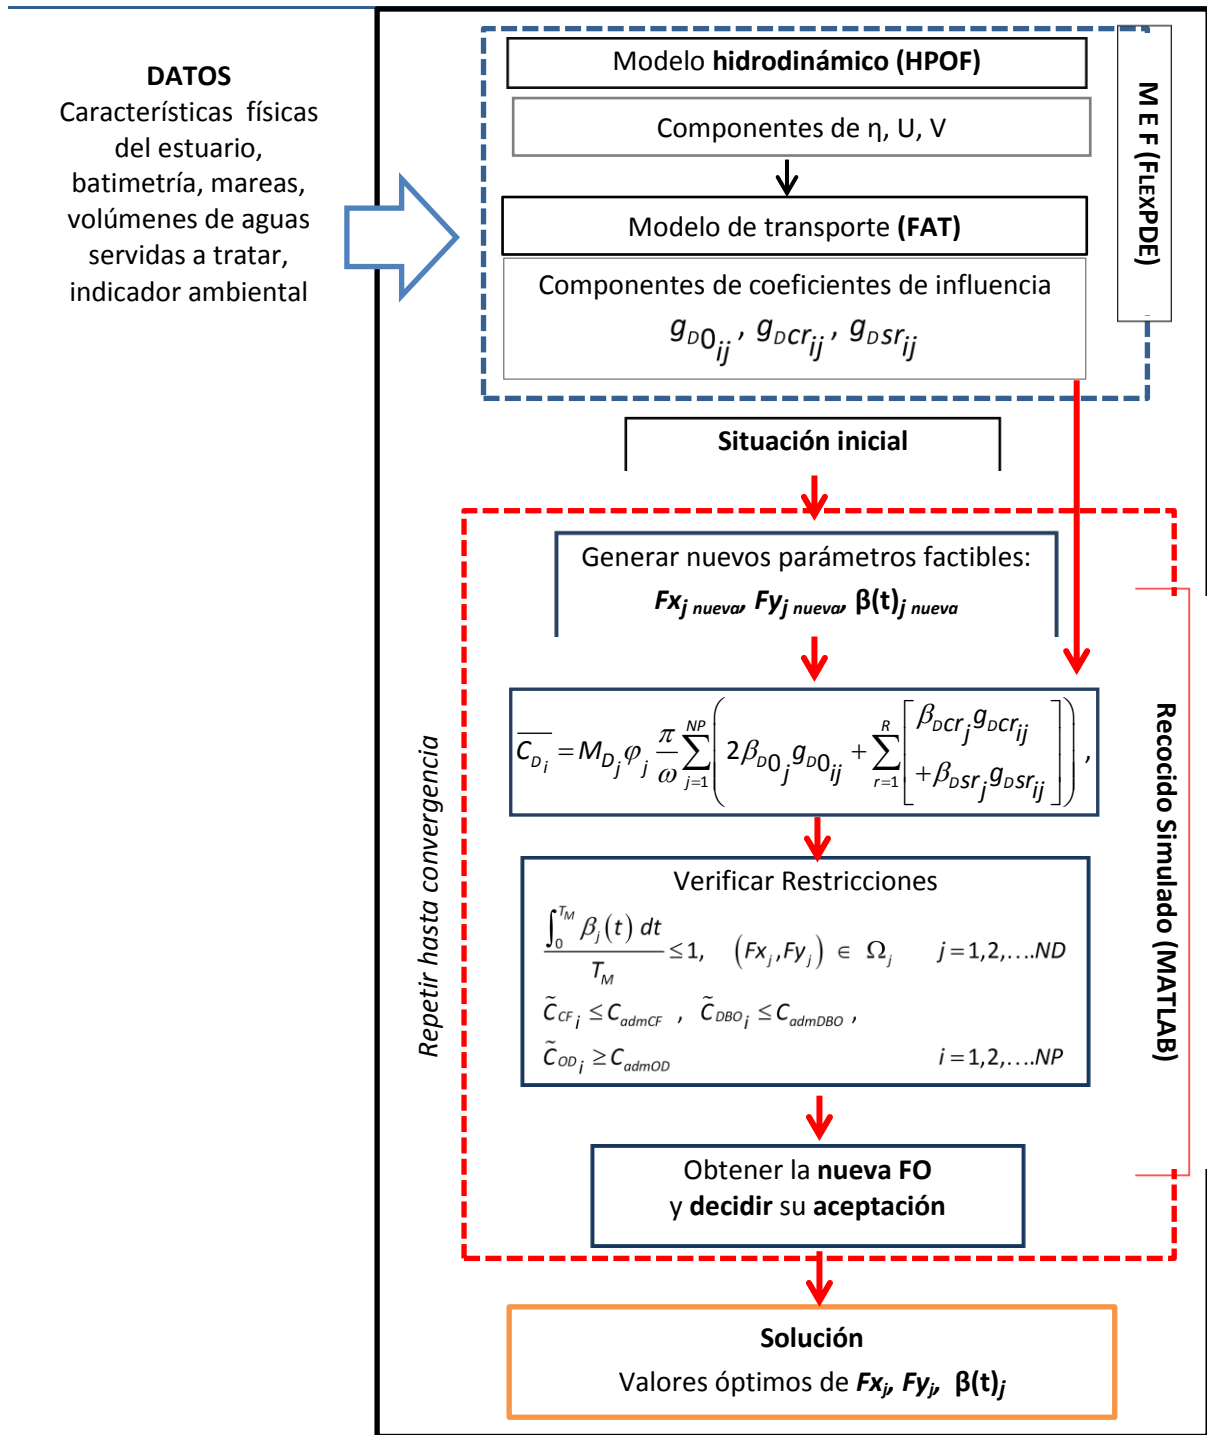 DATOS
Características físicas
del estuario,
batimetría, mareas,
volúmenes de aguas
servidas a tratar,
indicador ambiental
Modelo hidrodinámico (HPOF)
Componentes de η, U, V
Modelo de transporte (FAT)
Componentes de coeficientes de influencia
g_{D0_{ij}}, g_{Dcr_{ij}}, g_{Dsr_{ij}}
M E F (FLEXPDE)
Situación inicial
Generar nuevos parámetros factibles:
Fx_{j nueva}, Fy_{j nueva}, β(t)_{j nueva}
\overline{C_{D_i}} = M_{D_j} φ_j \frac{π}{ω} \sum_{j=1}^{NP} ( 2β_{D0_j} g_{D0_{ij}} + \sum_{r=1}^{R} [ β_{Dcr_j} g_{Dcr_{ij}} + β_{Dsr_j} g_{Dsr_{ij}} ] ) ,
Verificar Restricciones
\frac{\int_0^{T_M} β_j(t) dt}{T_M} ≤ 1, (Fx_j, Fy_j) ∈ Ω_j j = 1,2,....ND
\tilde{C}_{CF_i} ≤ C_{admCF} , \tilde{C}_{DBO_i} ≤ C_{admDBO} ,
\tilde{C}_{OD_i} ≥ C_{admOD} i = 1,2,....NP
Obtener la nueva FO
y decidir su aceptación
Repetir hasta convergencia
Recocido Simulado (MATLAB)
Solución
Valores óptimos de Fx_j, Fy_j, β(t)_j